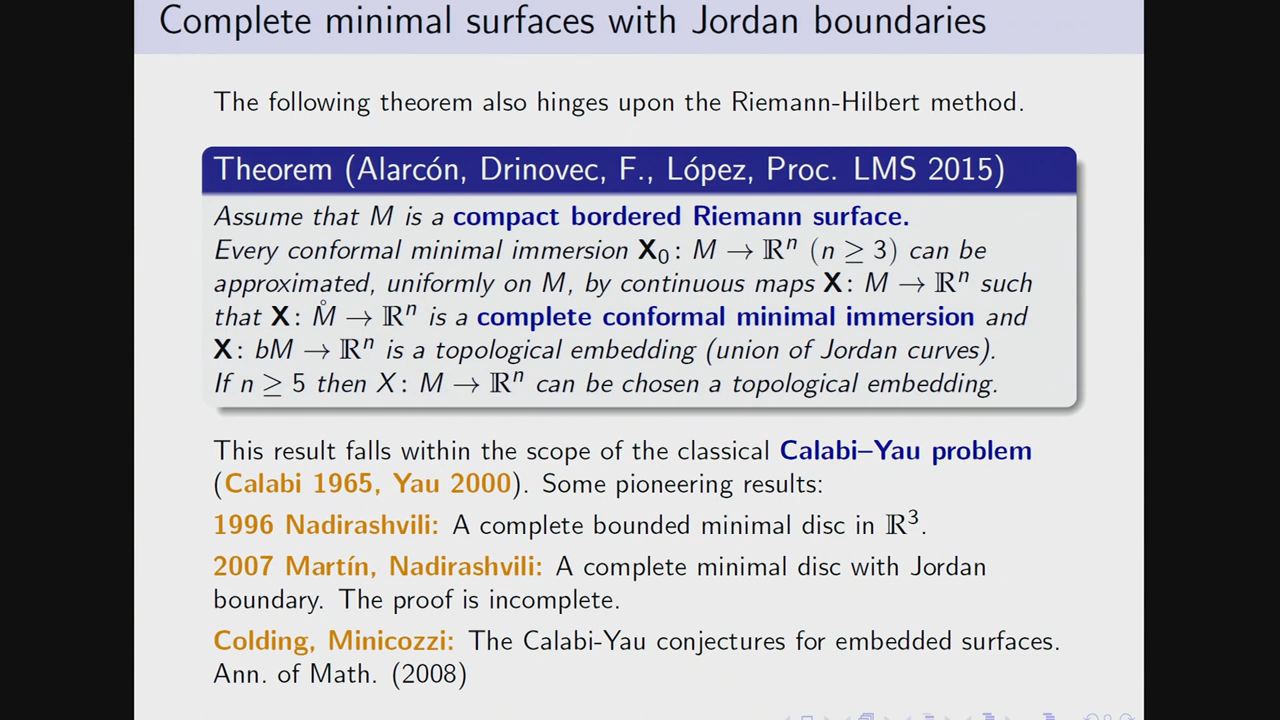 Complete minimal surfaces with Jordan boundaries
The following theorem also hinges upon the Riemann-Hilbert method.
Theorem (Alarcón, Drinovec, F., López, Proc. LMS 2015)
Assume that M is a compact bordered Riemann surface.
Every conformal minimal immersion X₀: M → ℝⁿ (n ≥ 3) can be
approximated, uniformly on M, by continuous maps X: M → ℝⁿ such
that X: M̊ → ℝⁿ is a complete conformal minimal immersion and
X: bM → ℝⁿ is a topological embedding (union of Jordan curves).
If n ≥ 5 then X: M → ℝⁿ can be chosen a topological embedding.
This result falls within the scope of the classical Calabi–Yau problem
(Calabi 1965, Yau 2000). Some pioneering results:
1996 Nadirashvili: A complete bounded minimal disc in ℝ³.
2007 Martín, Nadirashvili: A complete minimal disc with Jordan
boundary. The proof is incomplete.
Colding, Minicozzi: The Calabi-Yau conjectures for embedded surfaces.
Ann. of Math. (2008)